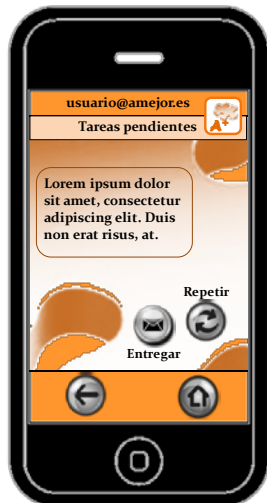 usuario@amejor.es
Tareas pendientes
A+
Lorem ipsum dolor
sit amet, consectetur
adipiscing elit. Duis
non erat risus, at.
Repetir
Entregar